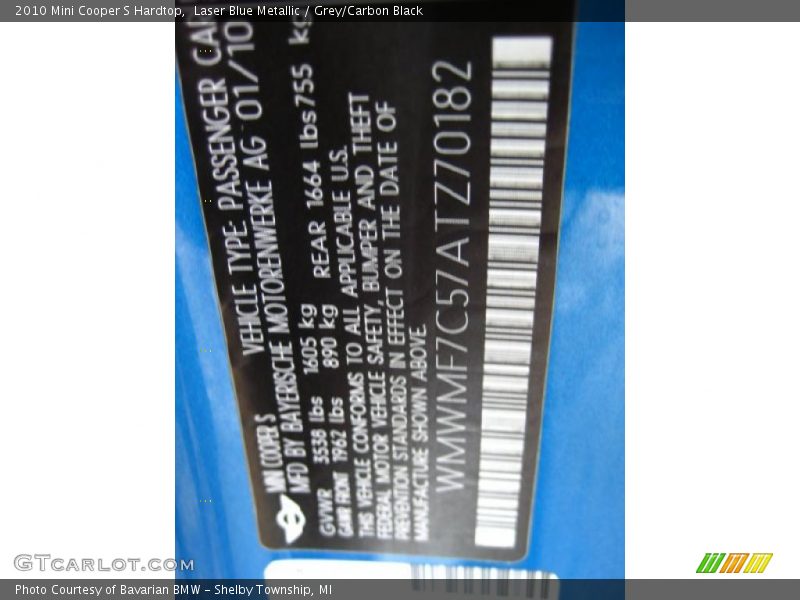 2010 Mini Cooper S Hardtop, Laser Blue Metallic / Grey/Carbon Black
MINI COOPER S VEHICLE TYPE: PASSENGER CAR
MFD BY BAYERISCHE MOTORENWERKE AG 01/10
GVWR 3538 lbs 1605 kg
GAWR FRONT 1962 lbs 890 kg REAR 1664 lbs 755 kg
THIS VEHICLE CONFORMS TO ALL APPLICABLE U.S.
FEDERAL MOTOR VEHICLE SAFETY, BUMPER AND THEFT
PREVENTION STANDARDS IN EFFECT ON THE DATE OF
MANUFACTURE SHOWN ABOVE.
WMWMF7C57ATZ70182
GTCARLOT.COM
Photo Courtesy of Bavarian BMW – Shelby Township, MI